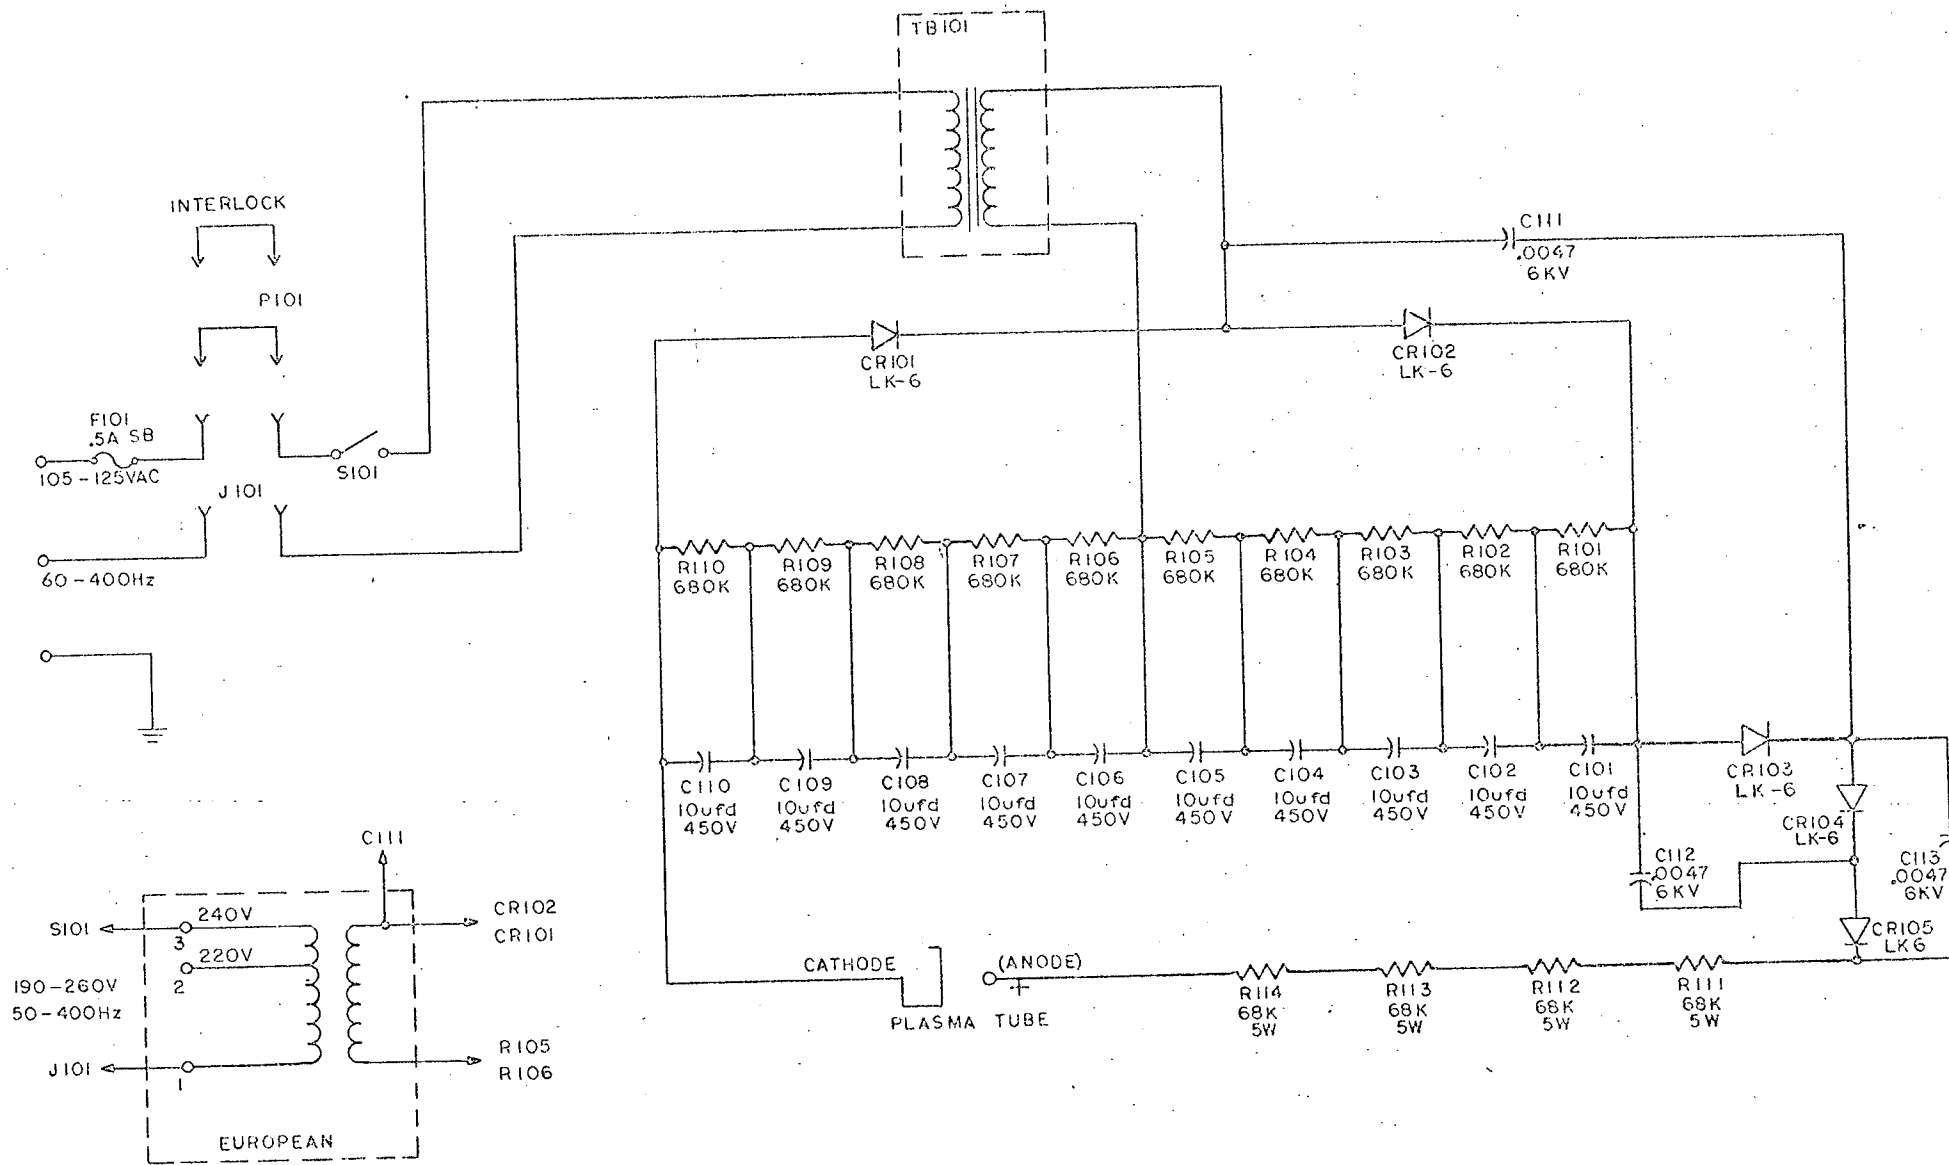 TB101
INTERLOCK
P101
F101
.5A SB
105-125VAC
S101
J101
60-400Hz
C111
.0047
6KV
CR101
LK-6
CR102
LK-6
R110
680K
R109
680K
R108
680K
R107
680K
R106
680K
R105
680K
R104
680K
R103
680K
R102
680K
R101
680K
C110
10ufd
450V
C109
10ufd
450V
C108
10ufd
450V
C107
10ufd
450V
C106
10ufd
450V
C105
10ufd
450V
C104
10ufd
450V
C103
10ufd
450V
C102
10ufd
450V
C101
10ufd
450V
CR103
LK-6
CR104
LK-6
C112
.0047
6KV
C113
.0047
6KV
CR105
LK6
CATHODE
(ANODE)
+
PLASMA TUBE
R114
68K
5W
R113
68K
5W
R112
68K
5W
R111
68K
5W
C111
S101
240V
3
220V
2
190-260V
50-400Hz
J101
1
CR102
CR101
R105
R106
EUROPEAN